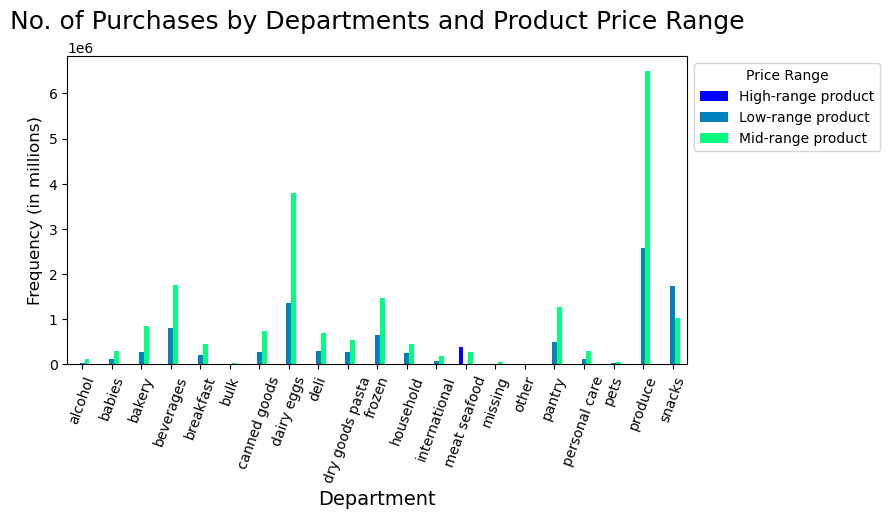 No. of Purchases by Departments and Product Price Range
1e6
Price Range
High-range product
Low-range product
Mid-range product
Frequency (in millions)
6
5
4
3
2
1
0
alcohol
babies
bakery
beverages
breakfast
bulk
canned goods
dairy eggs
deli
dry goods pasta
frozen
household
international
meat seafood
missing
other
pantry
personal care
pets
produce
snacks
Department